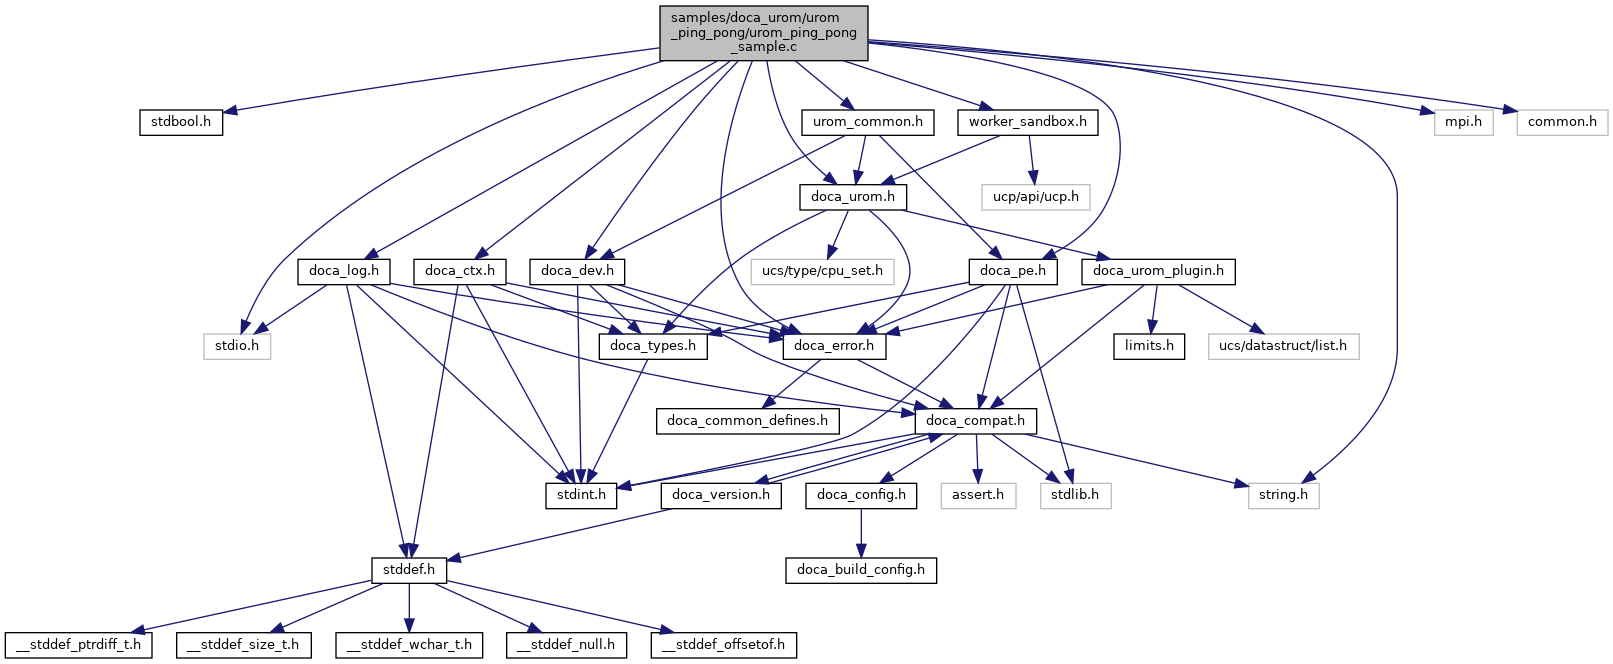 samples/doca_urom/urom
_ping_pong/urom_ping_pong
_sample.c
stdbool.h
urom_common.h
worker_sandbox.h
mpi.h
common.h
doca_urom.h
ucp/api/ucp.h
doca_log.h
doca_ctx.h
doca_dev.h
ucs/type/cpu_set.h
doca_pe.h
doca_urom_plugin.h
stdio.h
doca_types.h
doca_error.h
limits.h
ucs/datastruct/list.h
doca_common_defines.h
doca_compat.h
stdint.h
doca_version.h
doca_config.h
assert.h
stdlib.h
string.h
stddef.h
doca_build_config.h
__stddef_ptrdiff_t.h
__stddef_size_t.h
__stddef_wchar_t.h
__stddef_null.h
__stddef_offsetof.h